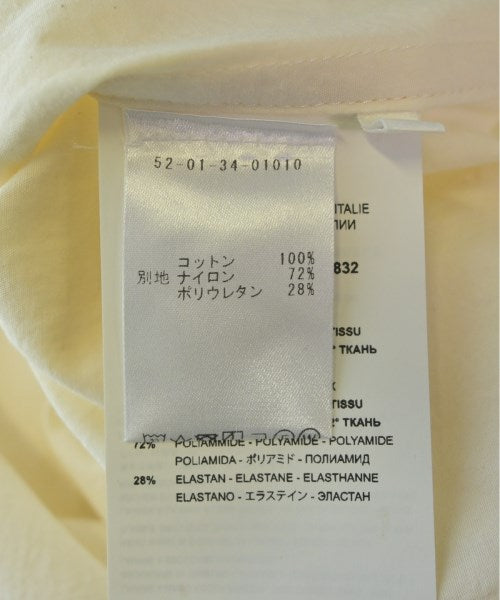 52-01-34-01010
コットン 100%
別地 ナイロン 72%
ポリウレタン 28%
ITALIE
832
TISSU
ТКАНЬ
TISSU
2° ТКАНЬ
72% POLIAMMIDE - POLYAMIDE - POLYAMIDE
POLIAMIDA - ポリアミド - ПОЛИАМИД
28% ELASTAN - ELASTANE - ELASTHANNE
ELASTANO - エラステイン - ЭЛАСТАН